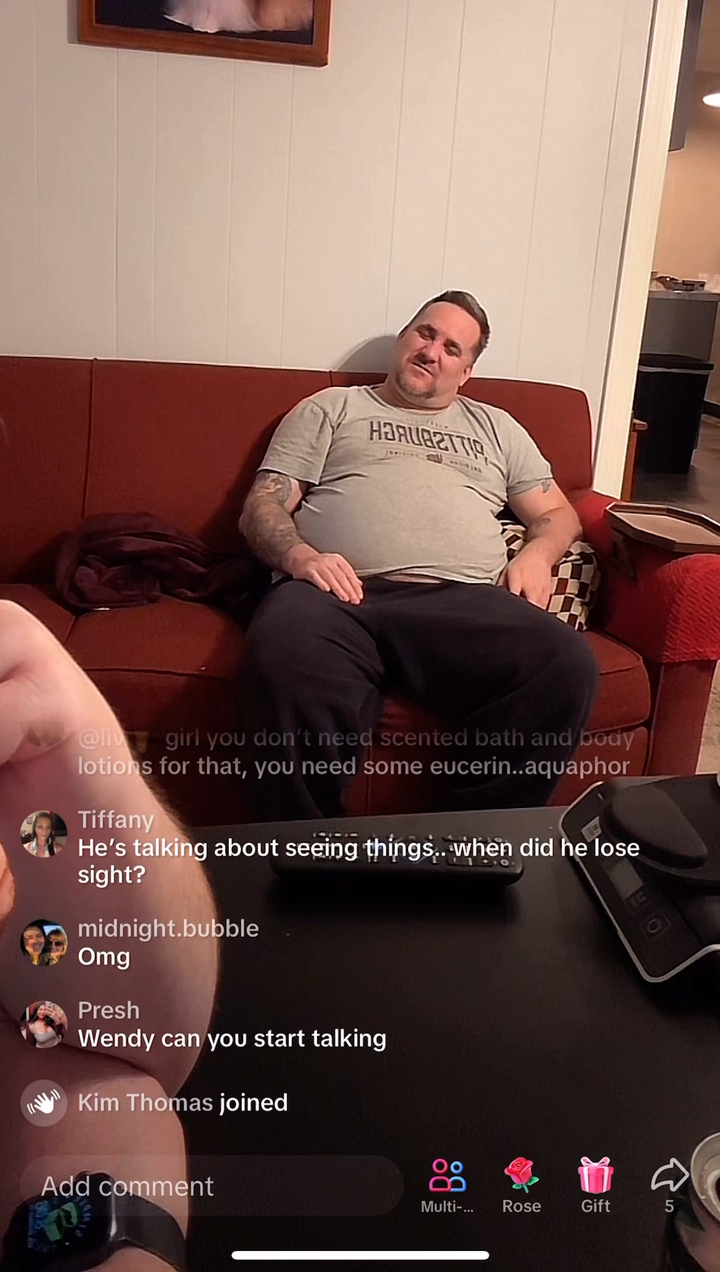 PITTSBURGH
@liv girl you don't need scented bath and body
lotions for that, you need some eucerin..aquaphor
Tiffany
He's talking about seeing things.. when did he lose
sight?
midnight.bubble
Omg
Presh
Wendy can you start talking
Kim Thomas joined
Add comment
Multi-...
Rose
Gift
5